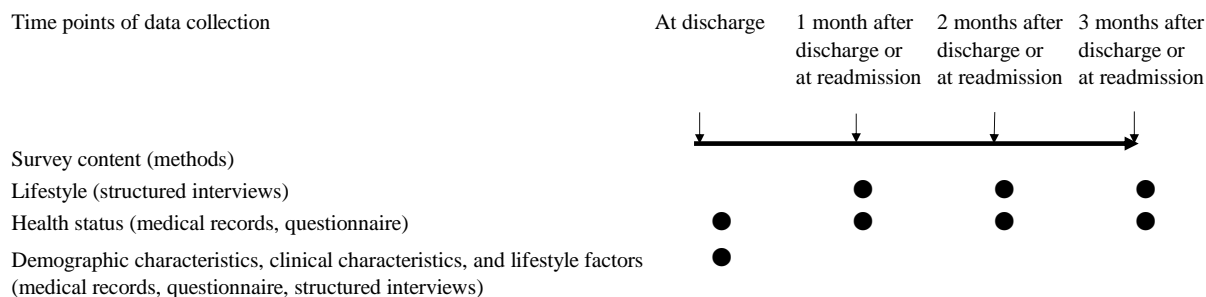 Time points of data collection
At discharge
1 month after
discharge or
at readmission
2 months after
discharge or
at readmission
3 months after
discharge or
at readmission
Survey content (methods)
Lifestyle (structured interviews)
Health status (medical records, questionnaire)
Demographic characteristics, clinical characteristics, and lifestyle factors
(medical records, questionnaire, structured interviews)